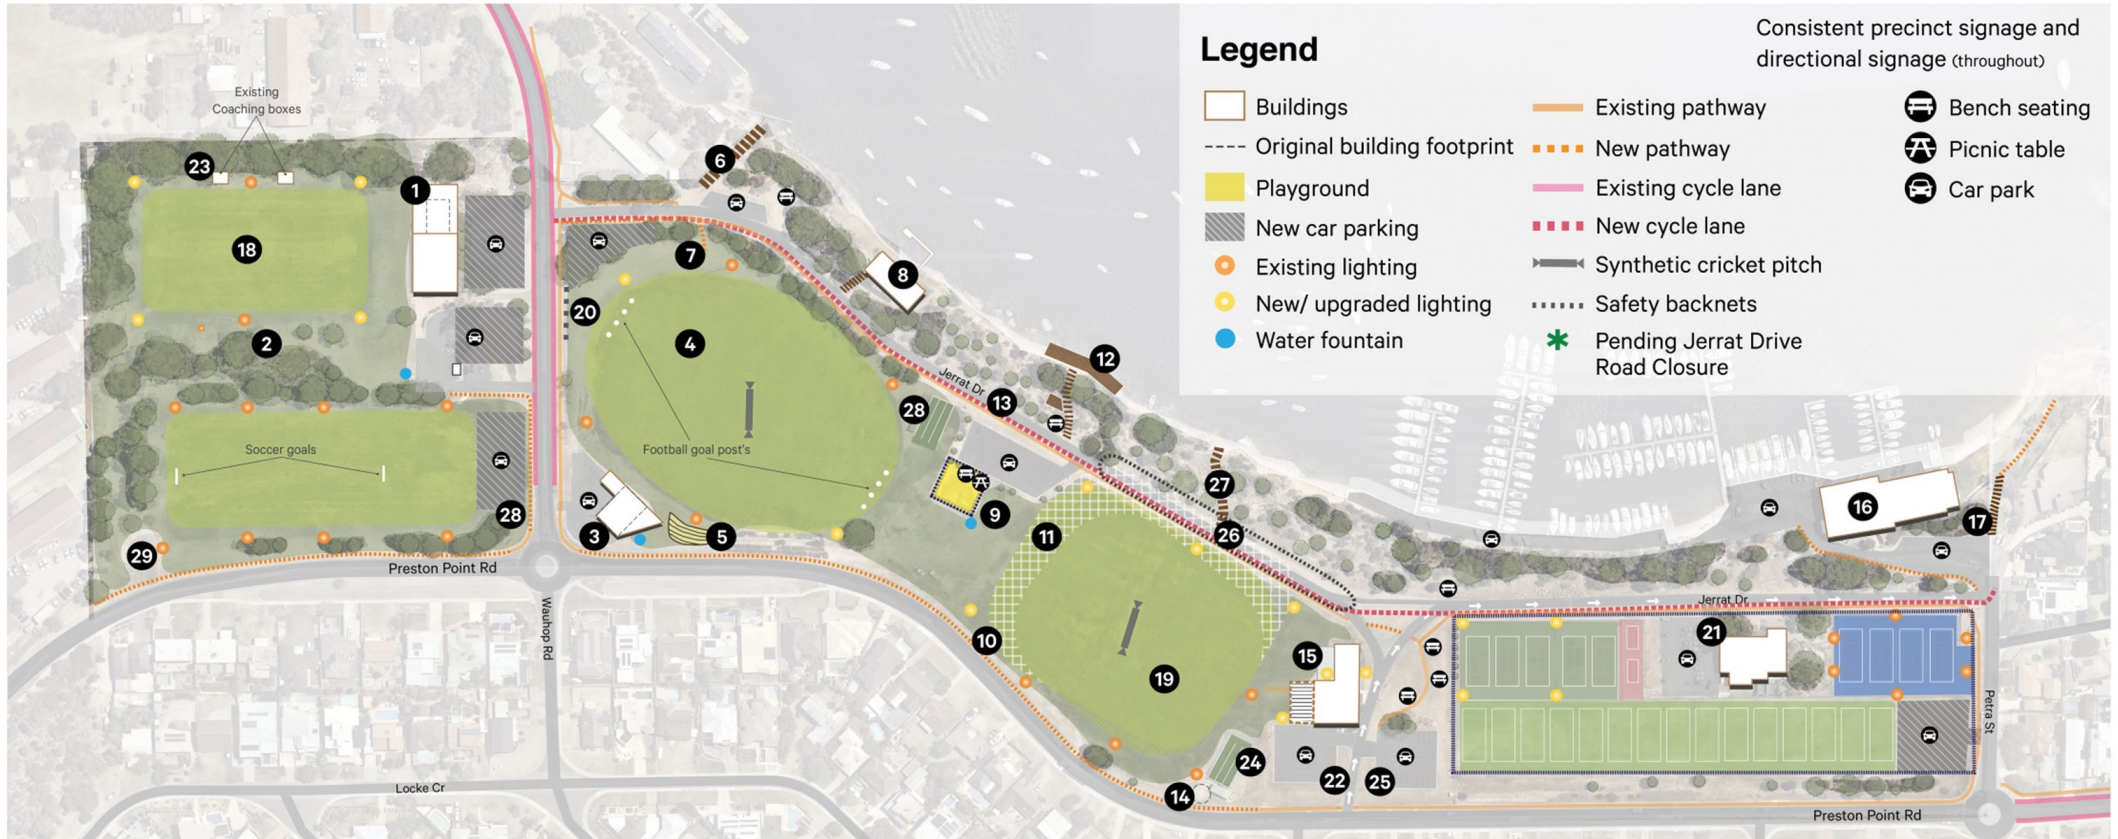 Legend
Consistent precinct signage and
directional signage (throughout)
Buildings
Original building footprint
Playground
New car parking
Existing lighting
New/ upgraded lighting
Water fountain
Existing pathway
New pathway
Existing cycle lane
New cycle lane
Synthetic cricket pitch
Safety backnets
Pending Jerrat Drive
Road Closure
Bench seating
Picnic table
Car park
Existing
Coaching boxes
23
1
18
2
Soccer goals
28
29
Preston Point Rd
Wauhop Rd
Locke Cr
6
7
8
20
4
Football goal post's
Jerrat Dr
28
13
12
3
5
9
11
10
27
26
19
15
14
24
22
25
16
17
Jerrat Dr
21
Petra St
Preston Point Rd